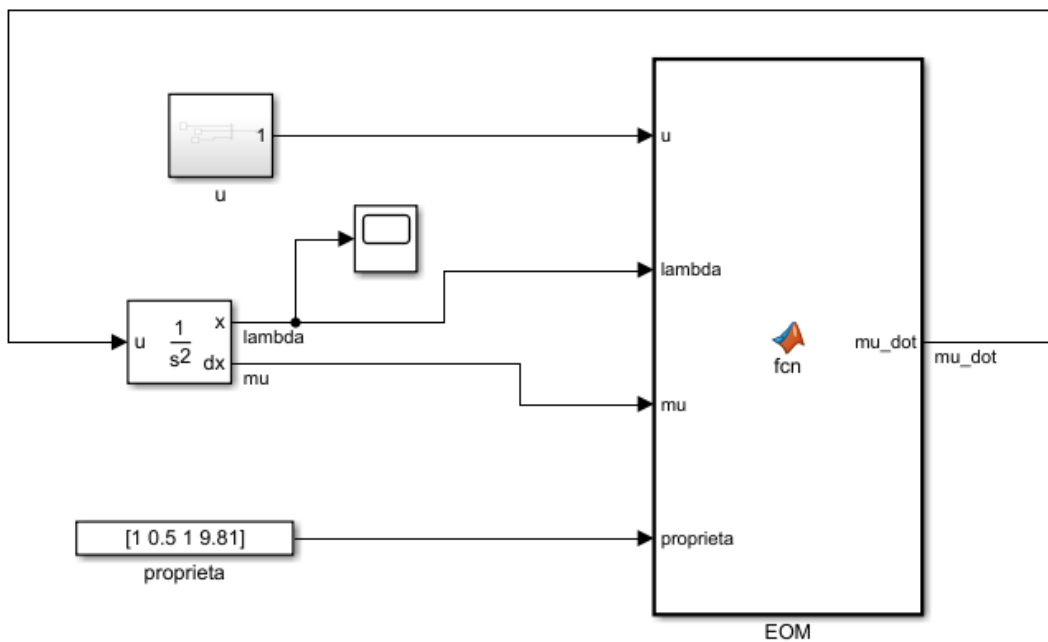 1
u
u
lambda
u
1
s2
x
dx
lambda
mu
fcn
mu_dot
mu_dot
mu
[1 0.5 1 9.81]
proprieta
proprieta
EOM